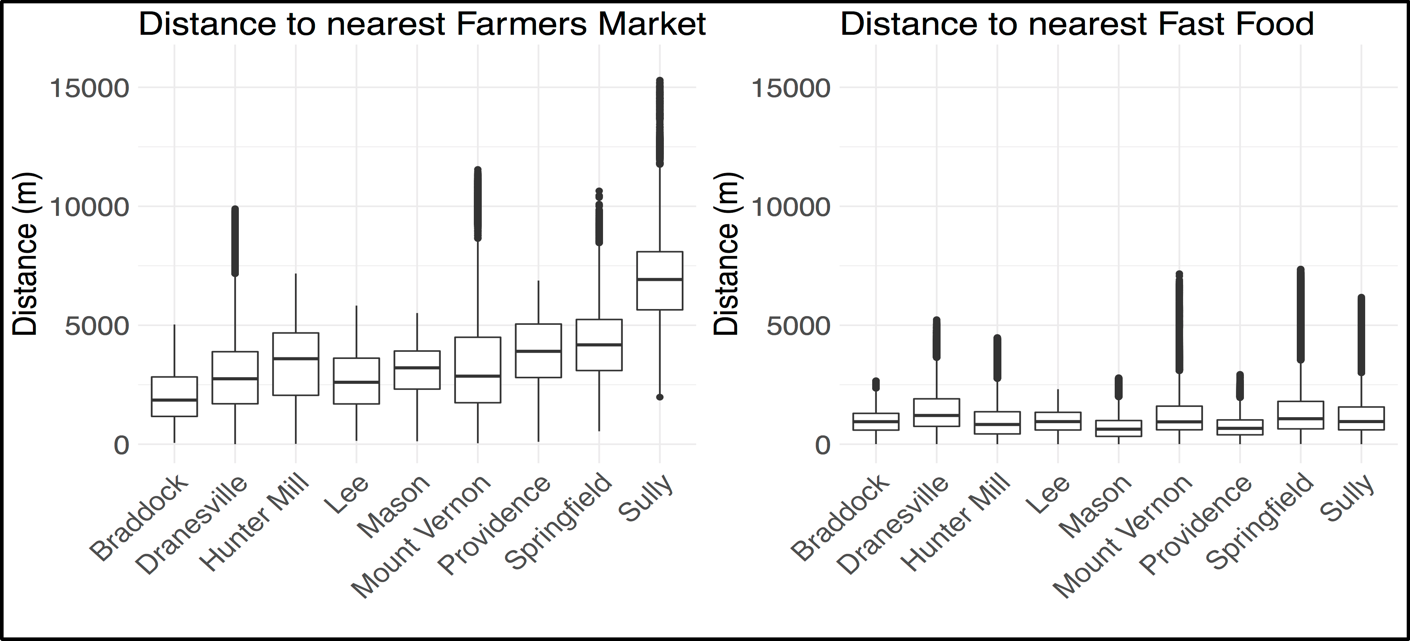 Distance to nearest Farmers Market
Distance (m)
15000
10000
5000
0
Braddock
Dranesville
Hunter Mill
Lee
Mason
Mount Vernon
Providence
Springfield
Sully
Distance to nearest Fast Food
Distance (m)
15000
10000
5000
0
Braddock
Dranesville
Hunter Mill
Lee
Mason
Mount Vernon
Providence
Springfield
Sully